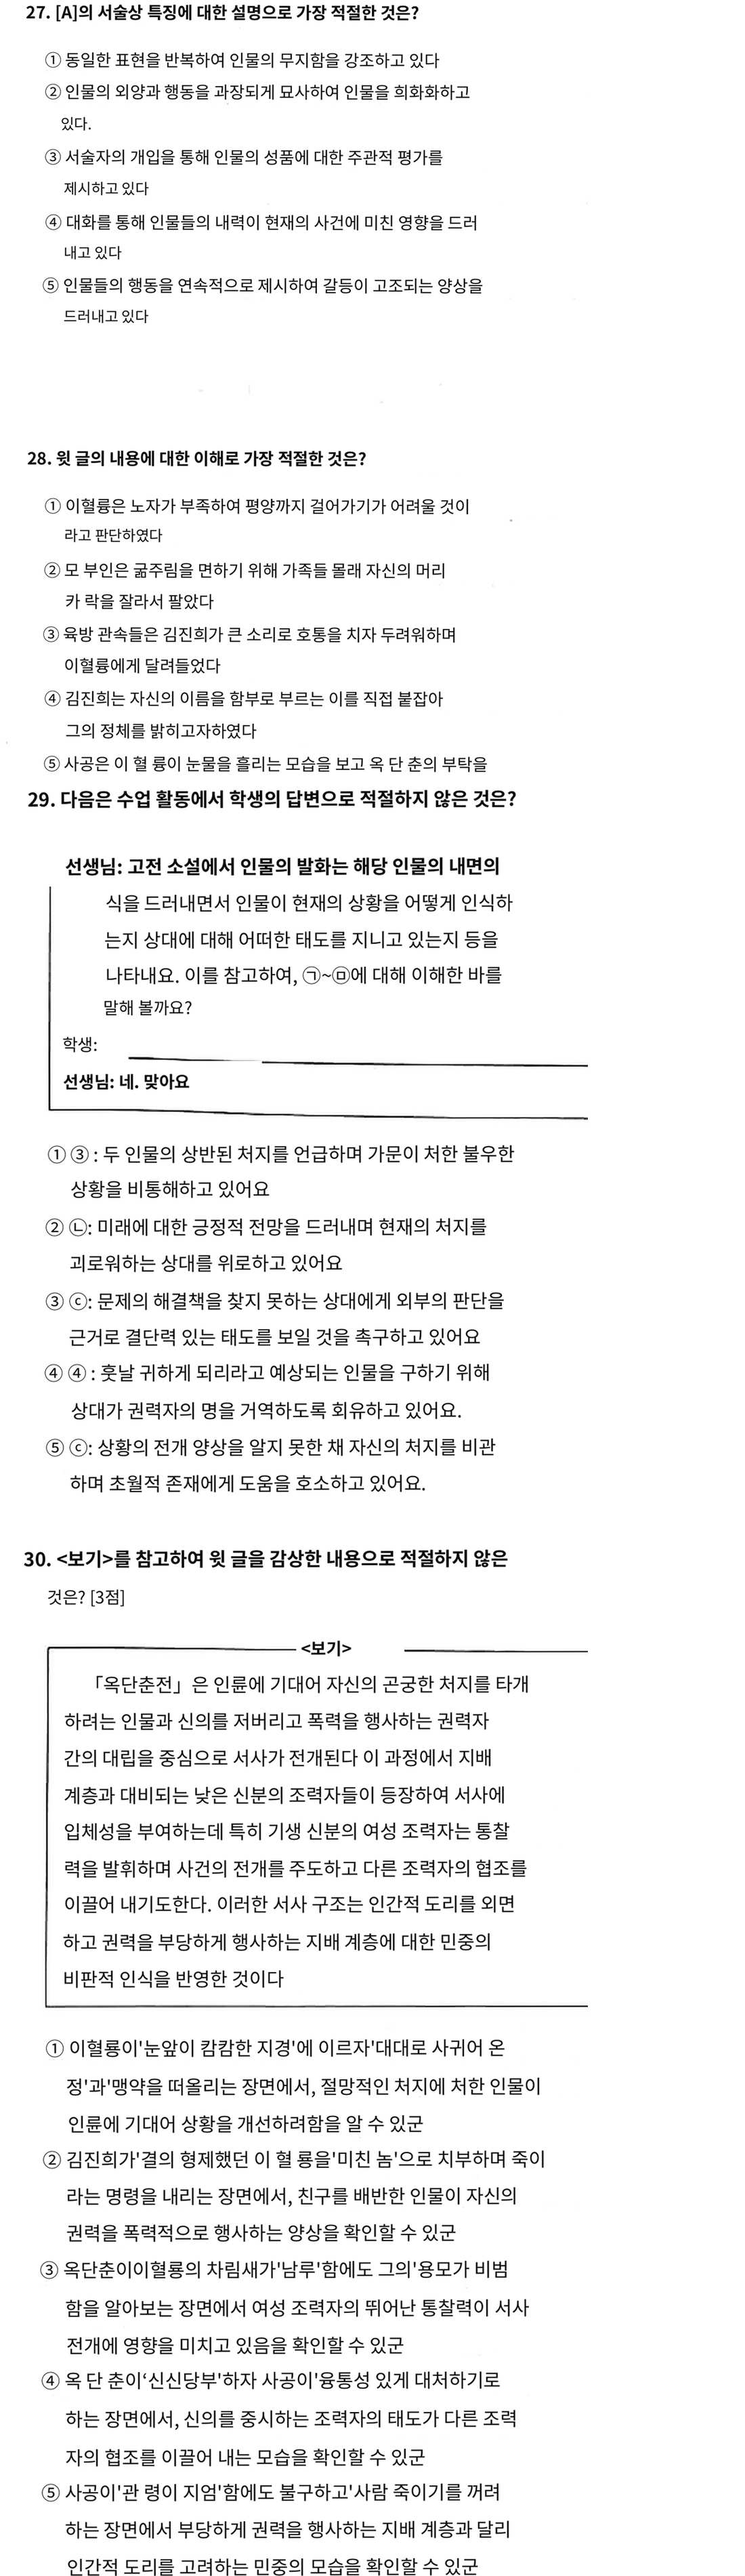 27. [A]의 서술상 특징에 대한 설명으로 가장 적절한 것은?
① 동일한 표현을 반복하여 인물의 무지함을 강조하고 있다
② 인물의 외양과 행동을 과장되게 묘사하여 인물을 희화화하고
있다.
③ 서술자의 개입을 통해 인물의 성품에 대한 주관적 평가를
제시하고 있다
④ 대화를 통해 인물들의 내력이 현재의 사건에 미친 영향을 드러
내고 있다
⑤ 인물들의 행동을 연속적으로 제시하여 갈등이 고조되는 양상을
드러내고 있다
28. 윗 글의 내용에 대한 이해로 가장 적절한 것은?
① 이혈륭은 노자가 부족하여 평양까지 걸어가기가 어려울 것이
라고 판단하였다
② 모 부인은 굶주림을 면하기 위해 가족들 몰래 자신의 머리
카 락을 잘라서 팔았다
③ 육방 관속들은 김진희가 큰 소리로 호통을 치자 두려워하며
이혈륭에게 달려들었다
④ 김진희는 자신의 이름을 함부로 부르는 이를 직접 붙잡아
그의 정체를 밝히고자하였다
⑤ 사공은 이 혈 륭이 눈물을 흘리는 모습을 보고 옥 단 춘의 부탁을
29. 다음은 수업 활동에서 학생의 답변으로 적절하지 않은 것은?
선생님: 고전 소설에서 인물의 발화는 해당 인물의 내면의
식을 드러내면서 인물이 현재의 상황을 어떻게 인식하
는지 상대에 대해 어떠한 태도를 지니고 있는지 등을
나타내요. 이를 참고하여, ㉠~㉤에 대해 이해한 바를
말해 볼까요?
학생:
선생님: 네. 맞아요
① ③ : 두 인물의 상반된 처지를 언급하며 가문이 처한 불우한
상황을 비통해하고 있어요
② ㉡: 미래에 대한 긍정적 전망을 드러내며 현재의 처지를
괴로워하는 상대를 위로하고 있어요
③ ⓒ: 문제의 해결책을 찾지 못하는 상대에게 외부의 판단을
근거로 결단력 있는 태도를 보일 것을 촉구하고 있어요
④ ④ : 훗날 귀하게 되리라고 예상되는 인물을 구하기 위해
상대가 권력자의 명을 거역하도록 회유하고 있어요.
⑤ ⓒ: 상황의 전개 양상을 알지 못한 채 자신의 처지를 비관
하며 초월적 존재에게 도움을 호소하고 있어요.
30. <보기>를 참고하여 윗 글을 감상한 내용으로 적절하지 않은
것은? [3점]
<보기>
「옥단춘전」은 인륜에 기대어 자신의 곤궁한 처지를 타개
하려는 인물과 신의를 저버리고 폭력을 행사하는 권력자
간의 대립을 중심으로 서사가 전개된다 이 과정에서 지배
계층과 대비되는 낮은 신분의 조력자들이 등장하여 서사에
입체성을 부여하는데 특히 기생 신분의 여성 조력자는 통찰
력을 발휘하며 사건의 전개를 주도하고 다른 조력자의 협조를
이끌어 내기도한다. 이러한 서사 구조는 인간적 도리를 외면
하고 권력을 부당하게 행사하는 지배 계층에 대한 민중의
비판적 인식을 반영한 것이다
① 이혈룡이'눈앞이 캄캄한 지경'에 이르자'대대로 사귀어 온
정'과'맹약을 떠올리는 장면에서, 절망적인 처지에 처한 인물이
인륜에 기대어 상황을 개선하려함을 알 수 있군
② 김진희가'결의 형제했던 이 혈 룡을'미친 놈'으로 치부하며 죽이
라는 명령을 내리는 장면에서, 친구를 배반한 인물이 자신의
권력을 폭력적으로 행사하는 양상을 확인할 수 있군
③ 옥단춘이이혈룡의 차림새가'남루'함에도 그의'용모가 비범
함을 알아보는 장면에서 여성 조력자의 뛰어난 통찰력이 서사
전개에 영향을 미치고 있음을 확인할 수 있군
④ 옥 단 춘이‘신신당부'하자 사공이'융통성 있게 대처하기로
하는 장면에서, 신의를 중시하는 조력자의 태도가 다른 조력
자의 협조를 이끌어 내는 모습을 확인할 수 있군
⑤ 사공이'관 령이 지엄'함에도 불구하고'사람 죽이기를 꺼려
하는 장면에서 부당하게 권력을 행사하는 지배 계층과 달리
인간적 도리를 고려하는 민중의 모습을 확인할 수 있군